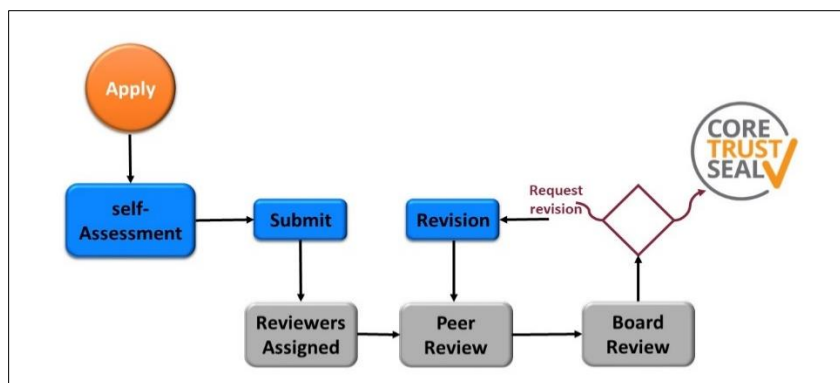 Apply
self-
Assessment
Submit
Revision
Request
revision
CORE
TRUST
SEAL
Reviewers
Assigned
Peer
Review
Board
Review